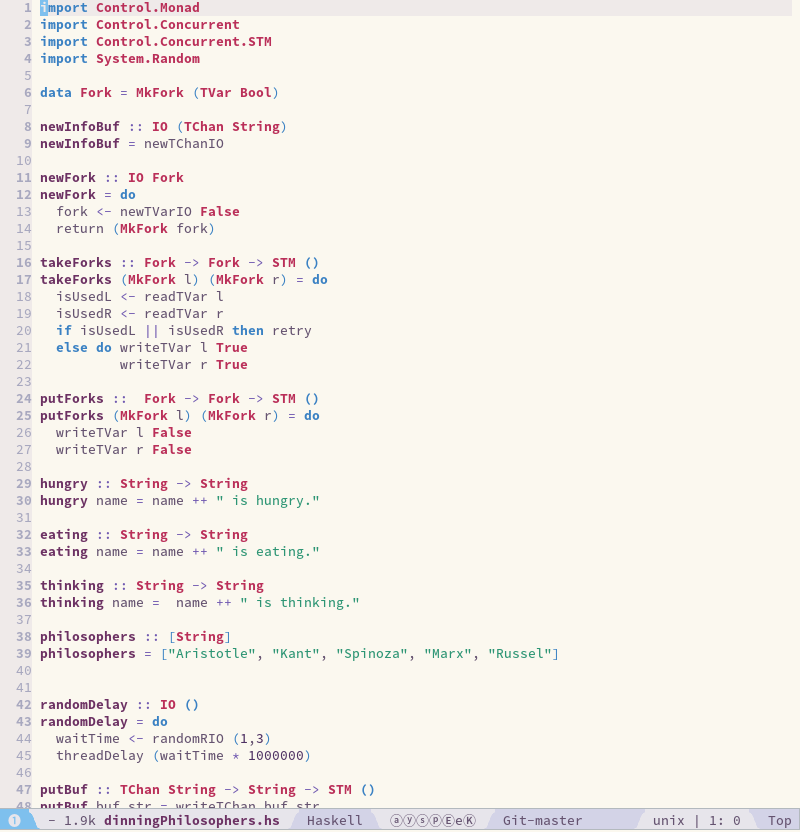 1 import Control.Monad
2 import Control.Concurrent
3 import Control.Concurrent.STM
4 import System.Random
5
6 data Fork = MkFork (TVar Bool)
7
8 newInfoBuf :: IO (TChan String)
9 newInfoBuf = newTChanIO
10
11 newFork :: IO Fork
12 newFork = do
13   fork <- newTVarIO False
14   return (MkFork fork)
15
16 takeForks :: Fork -> Fork -> STM ()
17 takeForks (MkFork l) (MkFork r) = do
18   isUsedL <- readTVar l
19   isUsedR <- readTVar r
20   if isUsedL || isUsedR then retry
21   else do writeTVar l True
22           writeTVar r True
23
24 putForks ::  Fork -> Fork -> STM ()
25 putForks (MkFork l) (MkFork r) = do
26   writeTVar l False
27   writeTVar r False
28
29 hungry :: String -> String
30 hungry name = name ++ " is hungry."
31
32 eating :: String -> String
33 eating name = name ++ " is eating."
34
35 thinking :: String -> String
36 thinking name =  name ++ " is thinking."
37
38 philosophers :: [String]
39 philosophers = ["Aristotle", "Kant", "Spinoza", "Marx", "Russel"]
40
41
42 randomDelay :: IO ()
43 randomDelay = do
44   waitTime <- randomRIO (1,3)
45   threadDelay (waitTime * 1000000)
46
47 putBuf :: TChan String -> String -> STM ()
48 putBuf buf str = writeTChan buf str
❶ - 1.9k dinningPhilosophers.hs Haskell ⓐⓨⓢⓟⒺeⓀ Git-master unix | 1: 0 Top